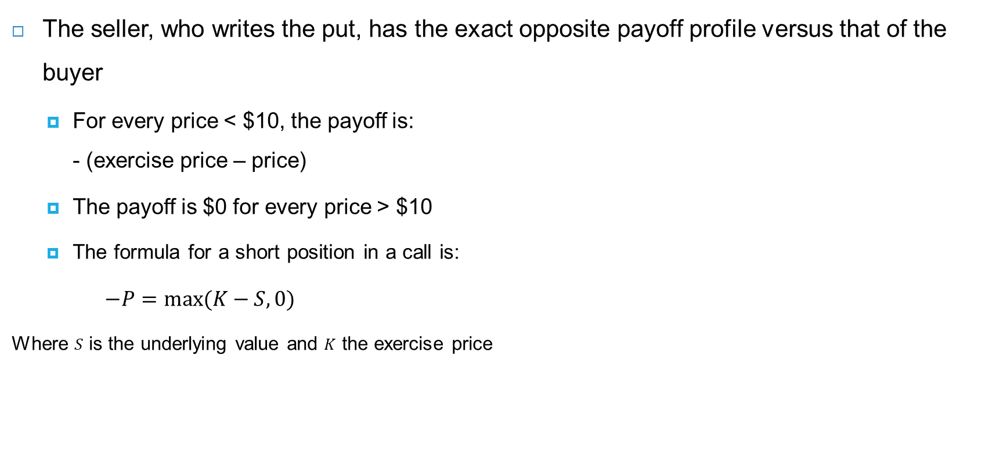 The seller, who writes the put, has the exact opposite payoff profile versus that of the
buyer
For every price < $10, the payoff is:
- (exercise price – price)
The payoff is $0 for every price > $10
The formula for a short position in a call is:
−P = max(K − S, 0)
Where S is the underlying value and K the exercise price